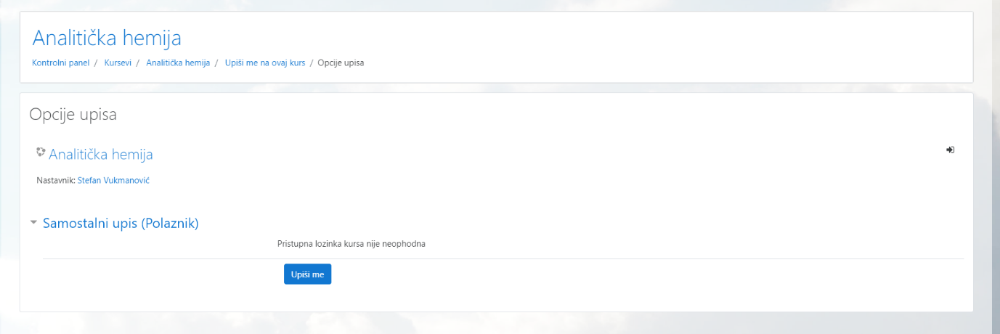 Analitička hemija
Kontrolni panel / Kursevi / Analitička hemija / Upiši me na ovaj kurs / Opcije upisa
Opcije upisa
Analitička hemija
Nastavnik: Stefan Vukmanović
Samostalni upis (Polaznik)
Pristupna lozinka kursa nije neophodna
Upiši me